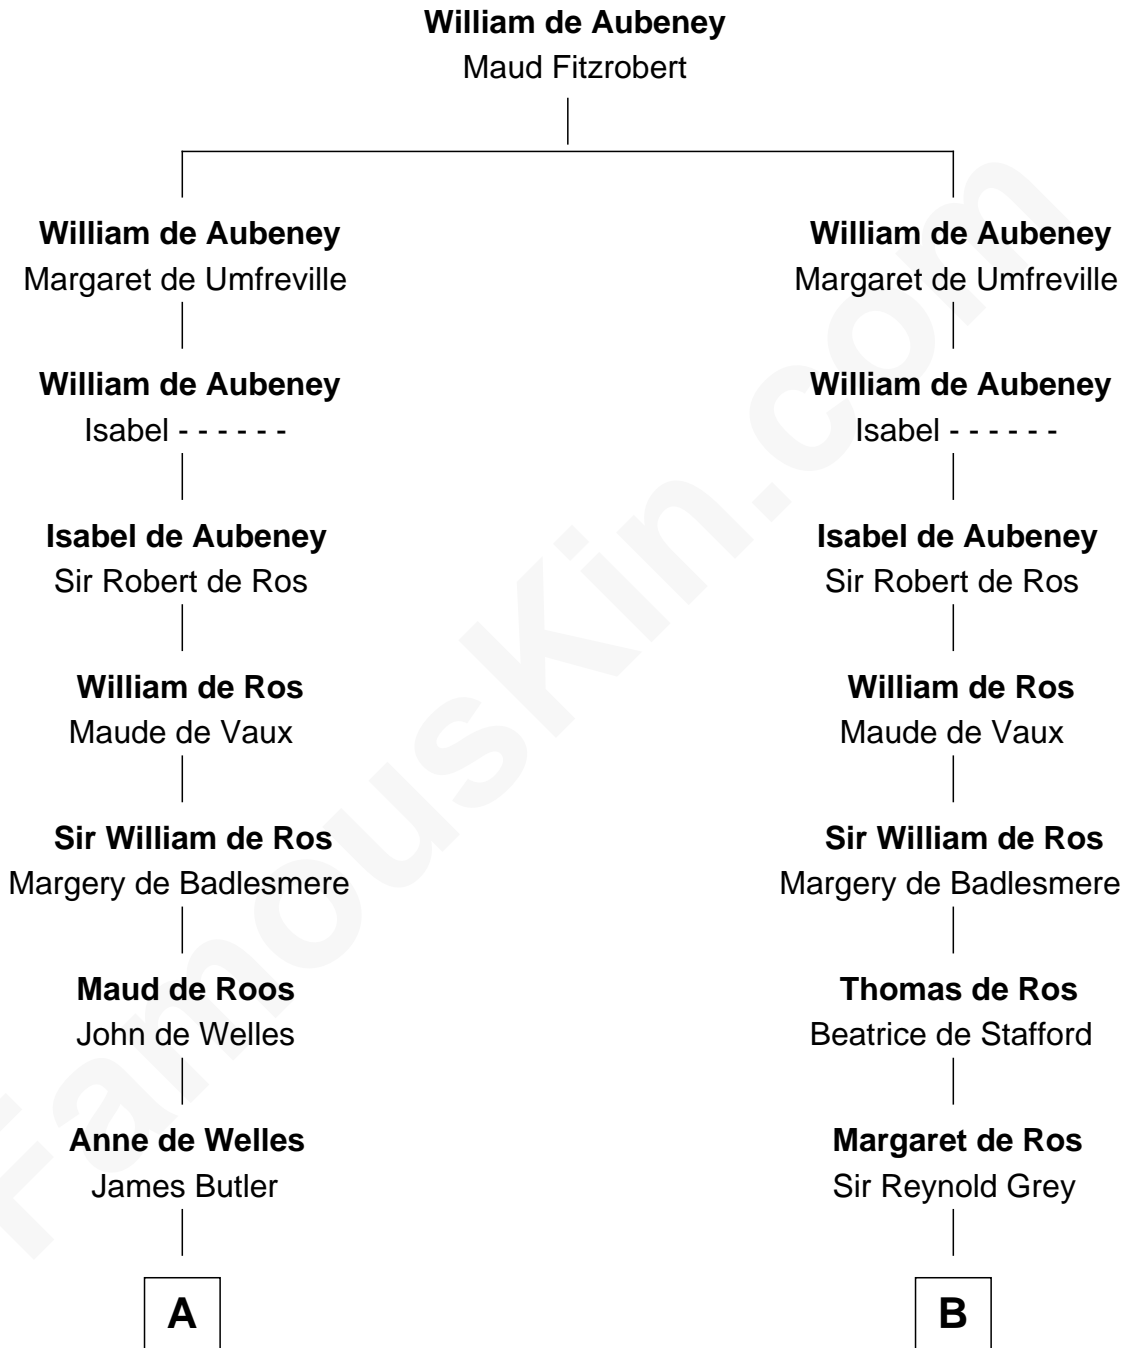 William de Aubeney
Maud Fitzrobert
William de Aubeney
Margaret de Umfreville
William de Aubeney
Isabel - - - - - -
Isabel de Aubeney
Sir Robert de Ros
William de Ros
Maude de Vaux
Sir William de Ros
Margery de Badlesmere
Maud de Roos
John de Welles
Anne de Welles
James Butler
A
William de Aubeney
Margaret de Umfreville
William de Aubeney
Isabel - - - - - -
Isabel de Aubeney
Sir Robert de Ros
William de Ros
Maude de Vaux
Sir William de Ros
Margery de Badlesmere
Thomas de Ros
Beatrice de Stafford
Margaret de Ros
Sir Reynold Grey
B
FamousKin.com